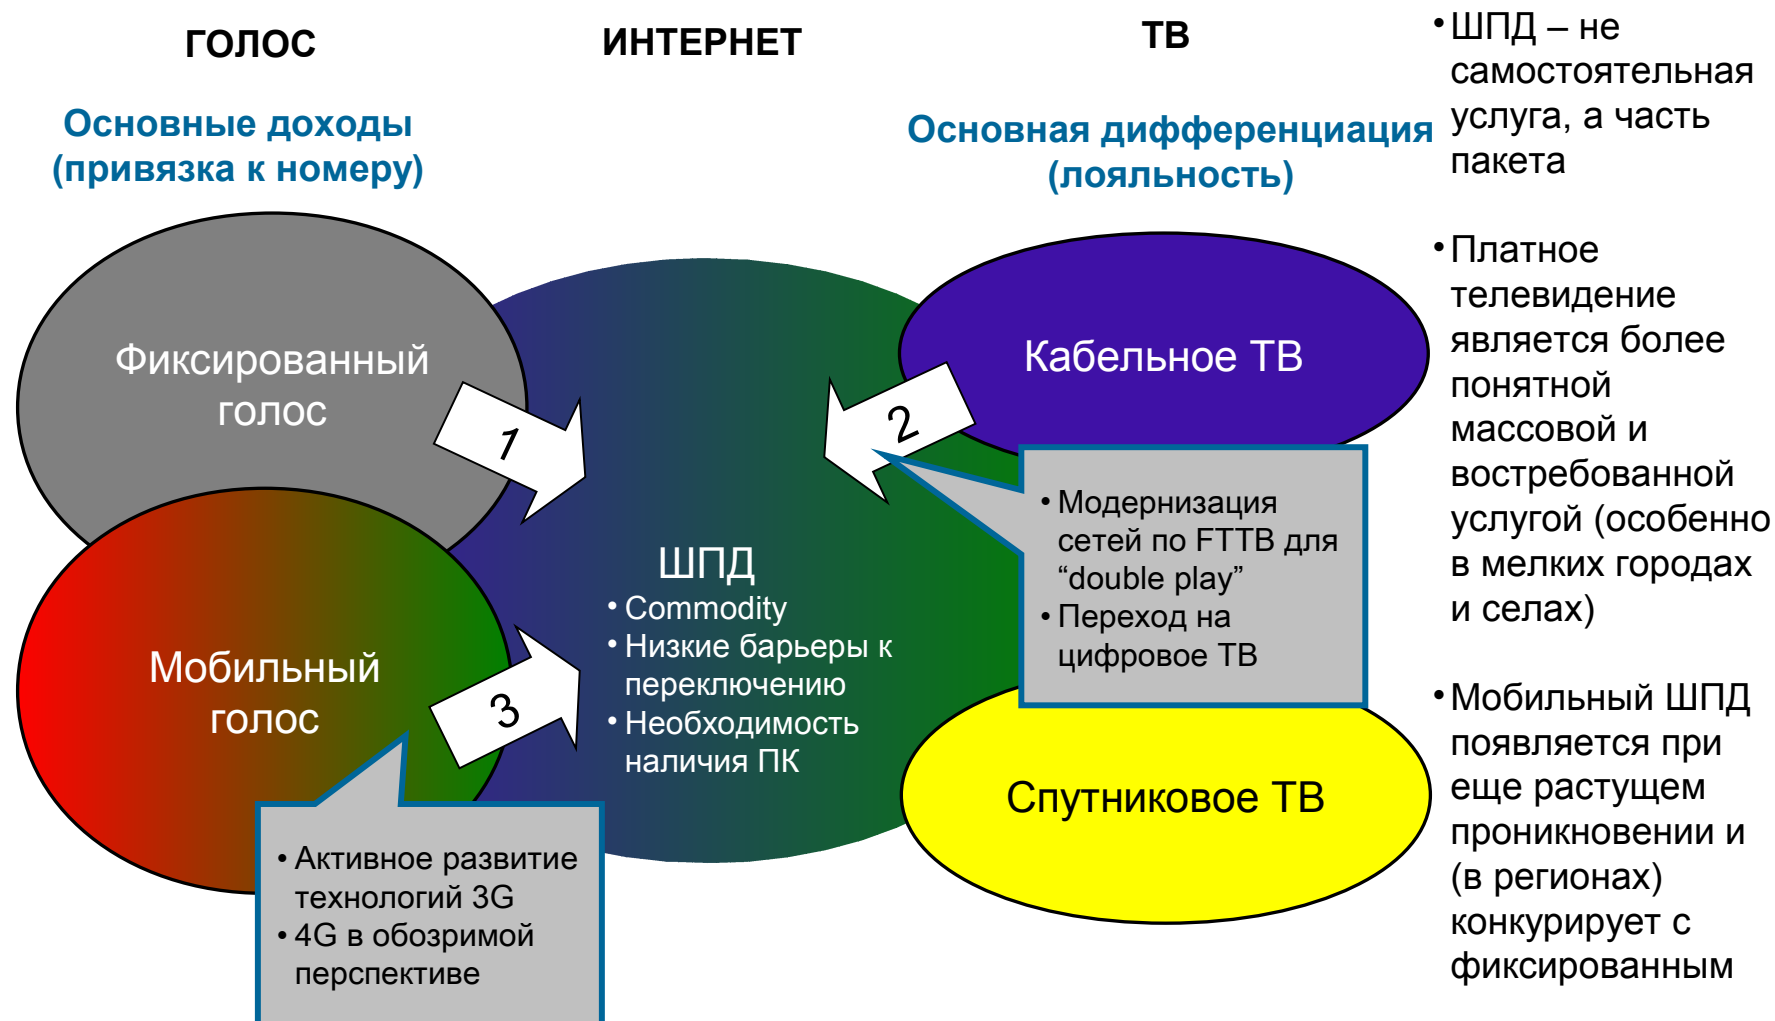 ГОЛОС
ИНТЕРНЕТ
ТВ
Основные доходы
(привязка к номеру)
Основная дифференциация
(лояльность)
Фиксированный
голос
Мобильный
голос
Кабельное ТВ
Спутниковое ТВ
1
2
3
ШПД
• Commodity
• Низкие барьеры к
переключению
• Необходимость
наличия ПК
• Модернизация
сетей по FTTB для
“double play”
• Переход на
цифровое ТВ
• Активное развитие
технологий 3G
• 4G в обозримой
перспективе
• ШПД – не
самостоятельная
услуга, а часть
пакета
• Платное
телевидение
является более
понятной
массовой и
востребованной
услугой (особенно
в мелких городах
и селах)
• Мобильный ШПД
появляется при
еще растущем
проникновении и
(в регионах)
конкурирует с
фиксированным